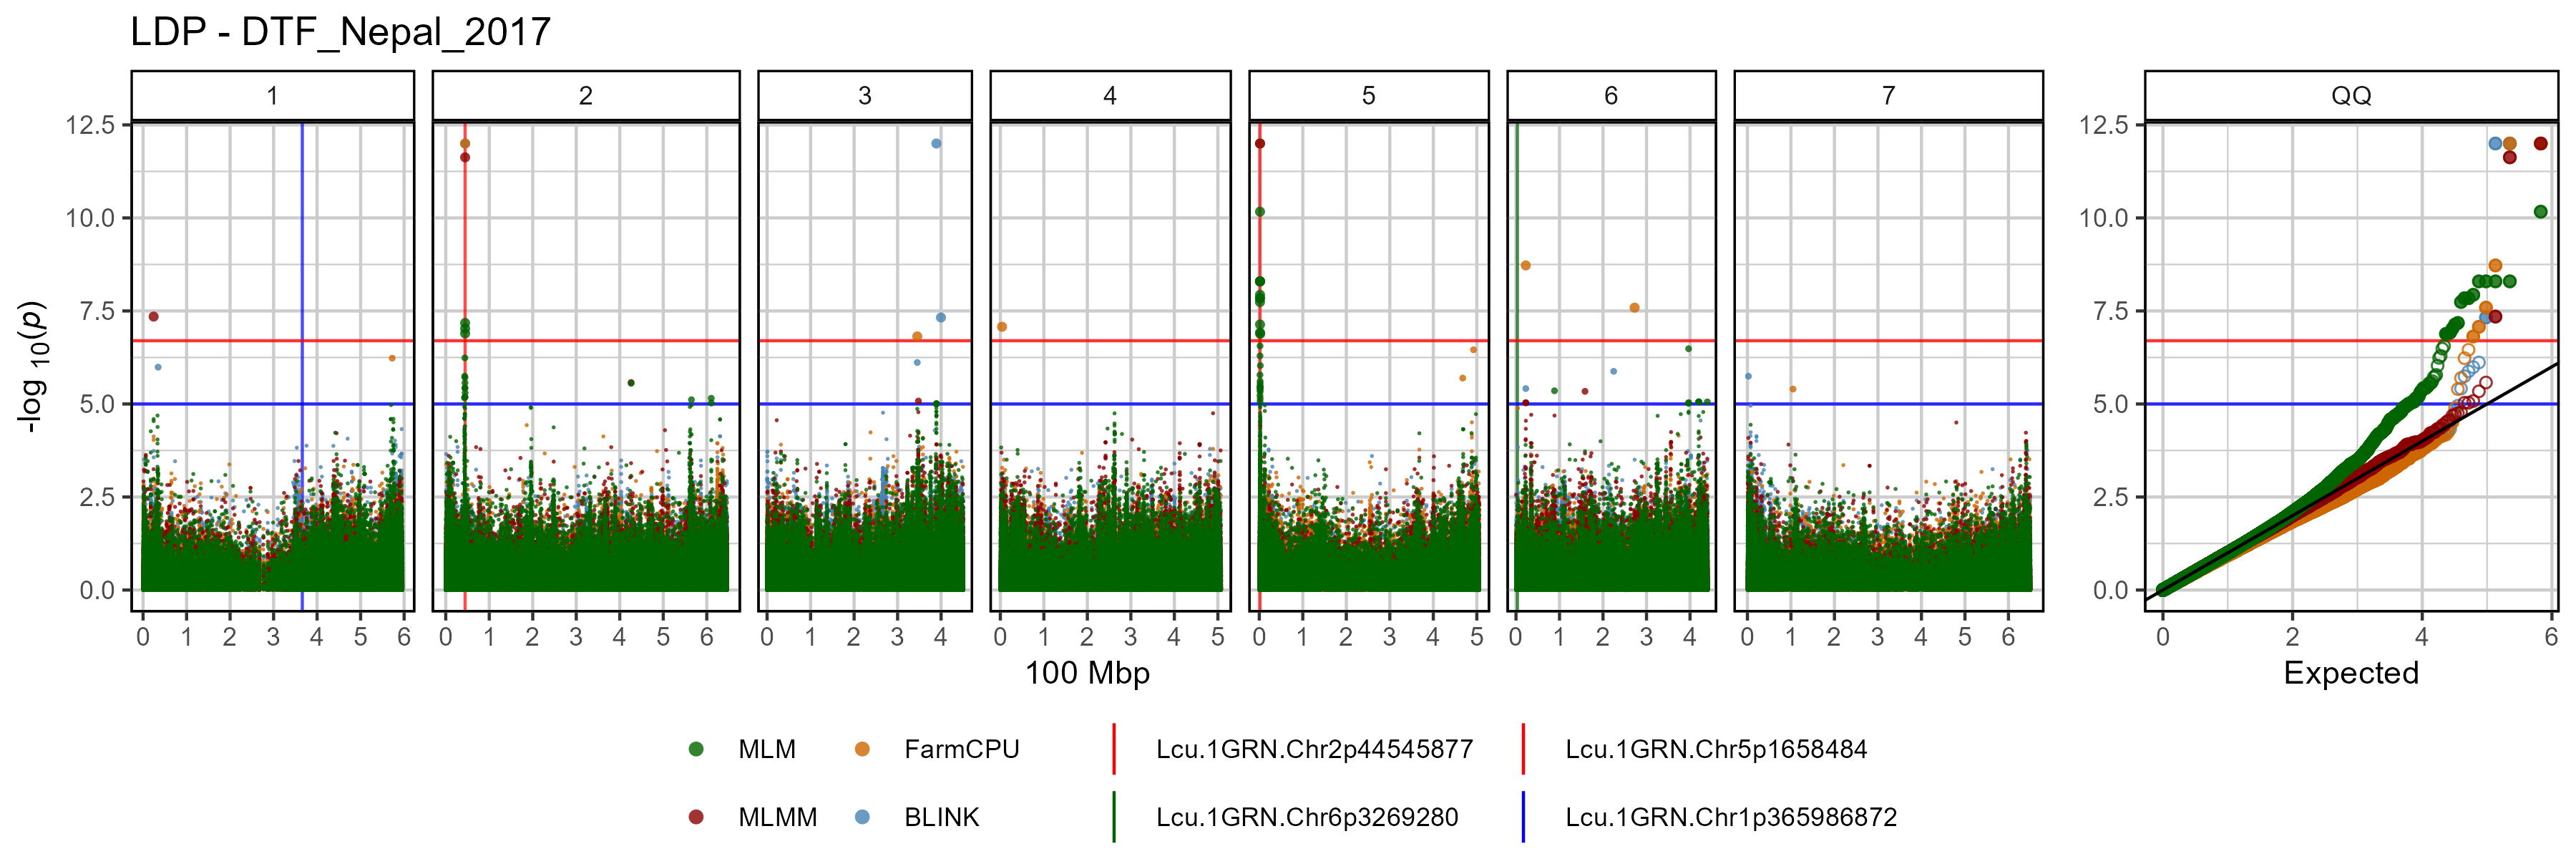 LDP - DTF_Nepal_2017
1 2 3 4 5 6 7 QQ
-log 10(p)
12.5
10.0
7.5
5.0
2.5
0.0
12.5
10.0
7.5
5.0
2.5
0.0
0 1 2 3 4 5 6 0 1 2 3 4 5 6 0 1 2 3 4 0 1 2 3 4 5 0 1 2 3 4 5 0 1 2 3 4 0 1 2 3 4 5 6 0 2 4 6
100 Mbp Expected
MLM FarmCPU Lcu.1GRN.Chr2p44545877 Lcu.1GRN.Chr5p1658484
MLMM BLINK Lcu.1GRN.Chr6p3269280 Lcu.1GRN.Chr1p365986872